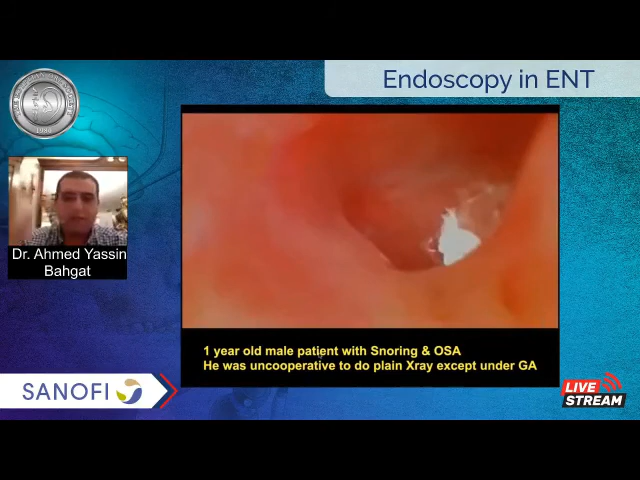 Endoscopy in ENT
1986
Dr. Ahmed Yassin
Bahgat
1 year old male patient with Snoring & OSA
He was uncooperative to do plain Xray except under GA
SANOFI
LIVE
STREAM